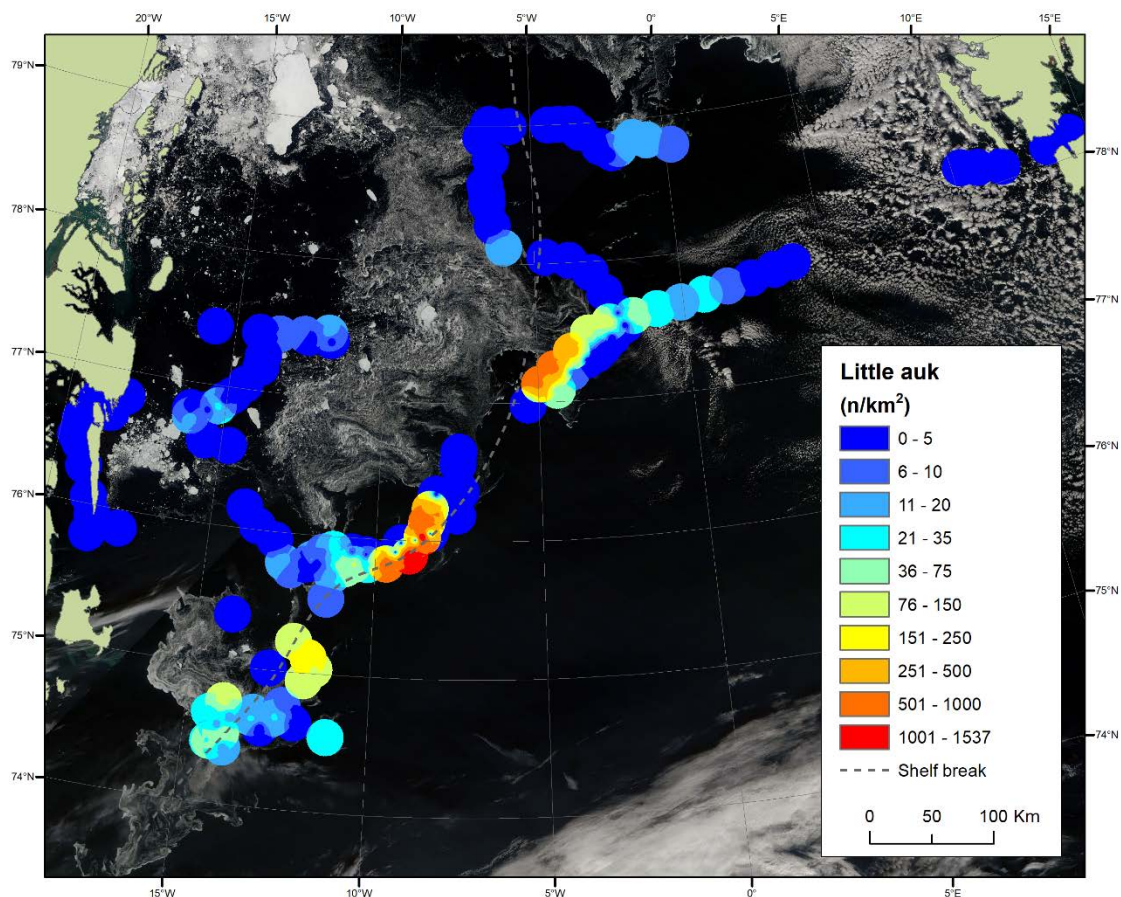 20°W 15°W 10°W 5°W 0° 5°E 10°E 15°E
79°N
79°N
78°N
78°N
77°N
77°N
76°N
76°N
75°N
75°N
74°N
74°N
Little auk
(n/km²)
0 - 5
6 - 10
11 - 20
21 - 35
36 - 75
76 - 150
151 - 250
251 - 500
501 - 1000
1001 - 1537
Shelf break
0 50 100 Km
15°W 10°W 5°W 0° 5°E